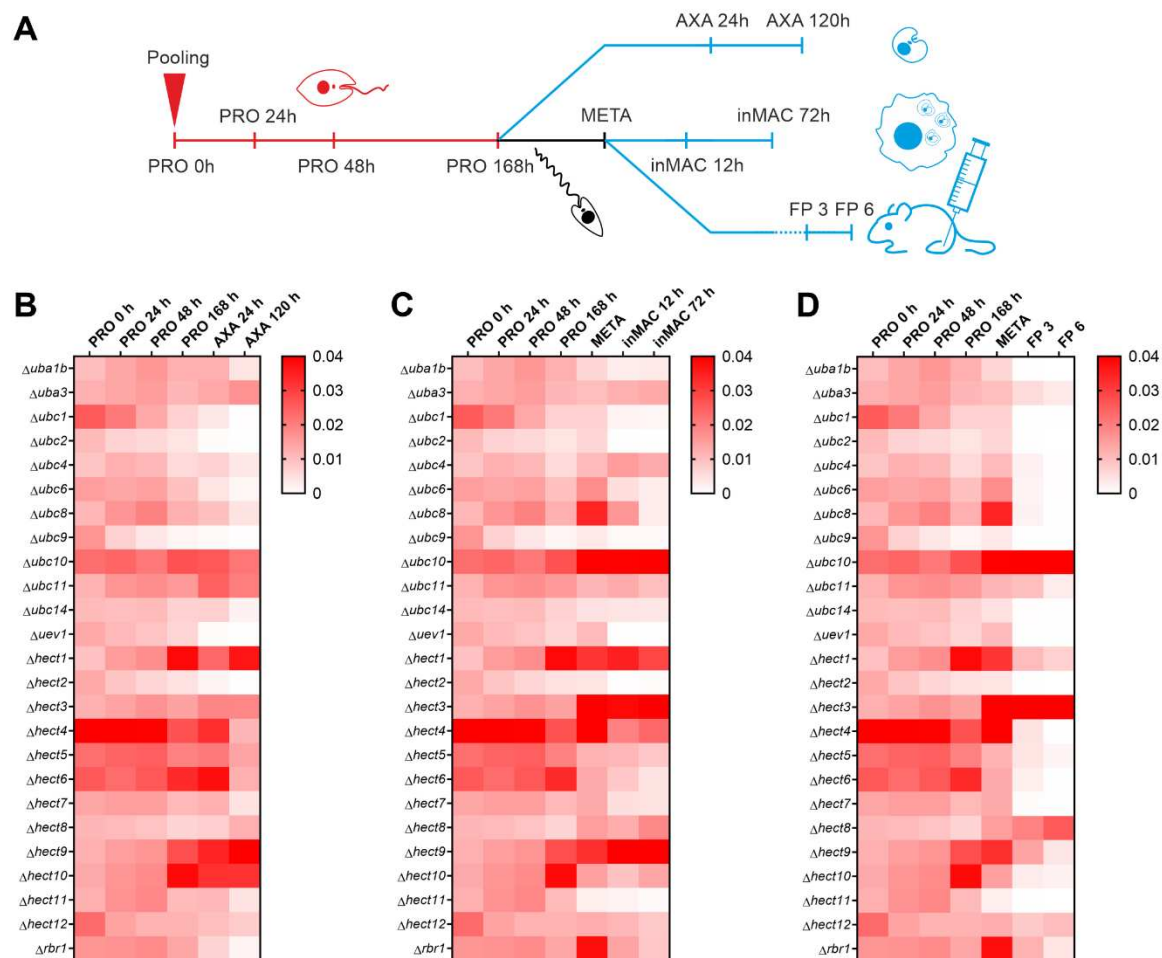 A
Pooling
PRO 0h
PRO 24h
PRO 48h
PRO 168h
META
AXA 24h
AXA 120h
inMAC 12h
inMAC 72h
FP 3
FP 6
B
PRO 0 h
PRO 24 h
PRO 48 h
PRO 168 h
AXA 24 h
AXA 120 h
Δuba1b
Δuba3
Δubc1
Δubc2
Δubc4
Δubc6
Δubc8
Δubc9
Δubc10
Δubc11
Δubc14
Δuev1
Δhect1
Δhect2
Δhect3
Δhect4
Δhect5
Δhect6
Δhect7
Δhect8
Δhect9
Δhect10
Δhect11
Δhect12
Δrbr1
0.04
0.03
0.02
0.01
0
C
PRO 0 h
PRO 24 h
PRO 48 h
PRO 168 h
META
inMAC 12 h
inMAC 72 h
Δuba1b
Δuba3
Δubc1
Δubc2
Δubc4
Δubc6
Δubc8
Δubc9
Δubc10
Δubc11
Δubc14
Δuev1
Δhect1
Δhect2
Δhect3
Δhect4
Δhect5
Δhect6
Δhect7
Δhect8
Δhect9
Δhect10
Δhect11
Δhect12
Δrbr1
0.04
0.03
0.02
0.01
0
D
PRO 0 h
PRO 24 h
PRO 48 h
PRO 168 h
META
FP 3
FP 6
Δuba1b
Δuba3
Δubc1
Δubc2
Δubc4
Δubc6
Δubc8
Δubc9
Δubc10
Δubc11
Δubc14
Δuev1
Δhect1
Δhect2
Δhect3
Δhect4
Δhect5
Δhect6
Δhect7
Δhect8
Δhect9
Δhect10
Δhect11
Δhect12
Δrbr1
0.04
0.03
0.02
0.01
0